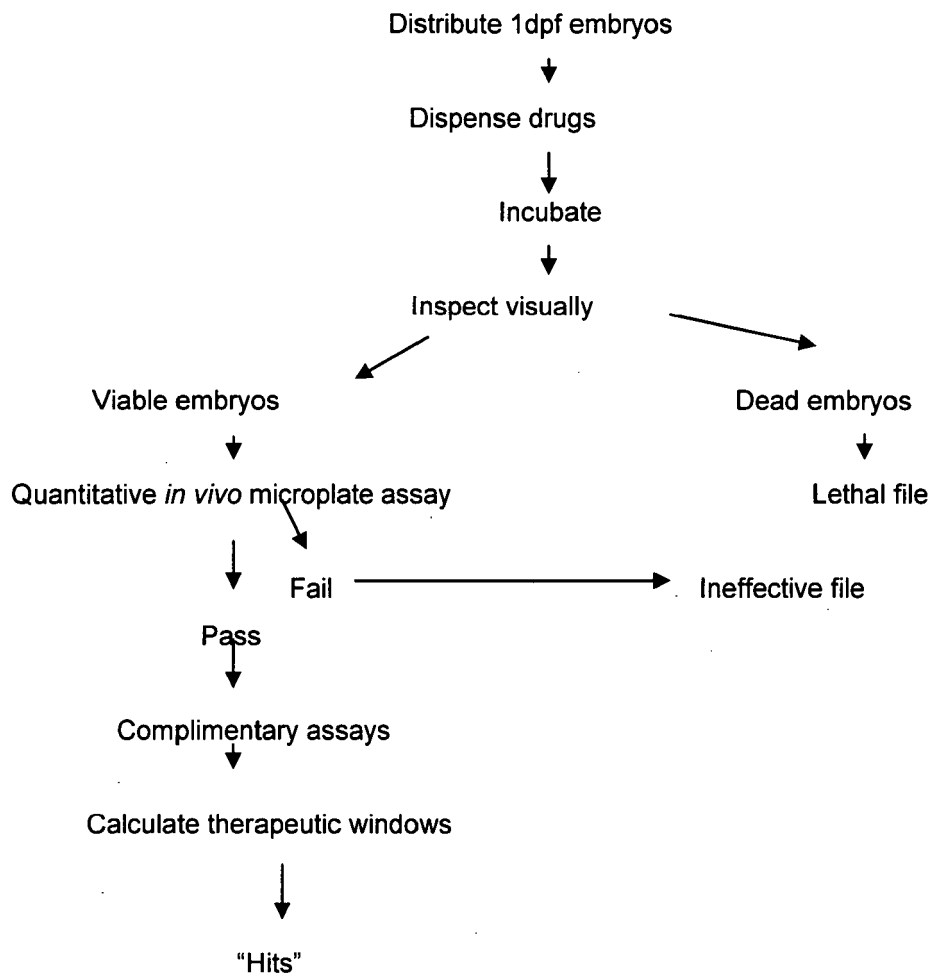 Distribute 1dpf embryos
Dispense drugs
Incubate
Inspect visually
Viable embryos
Dead embryos
Quantitative in vivo microplate assay
Lethal file
Fail
Ineffective file
Pass
Complimentary assays
Calculate therapeutic windows
“Hits”